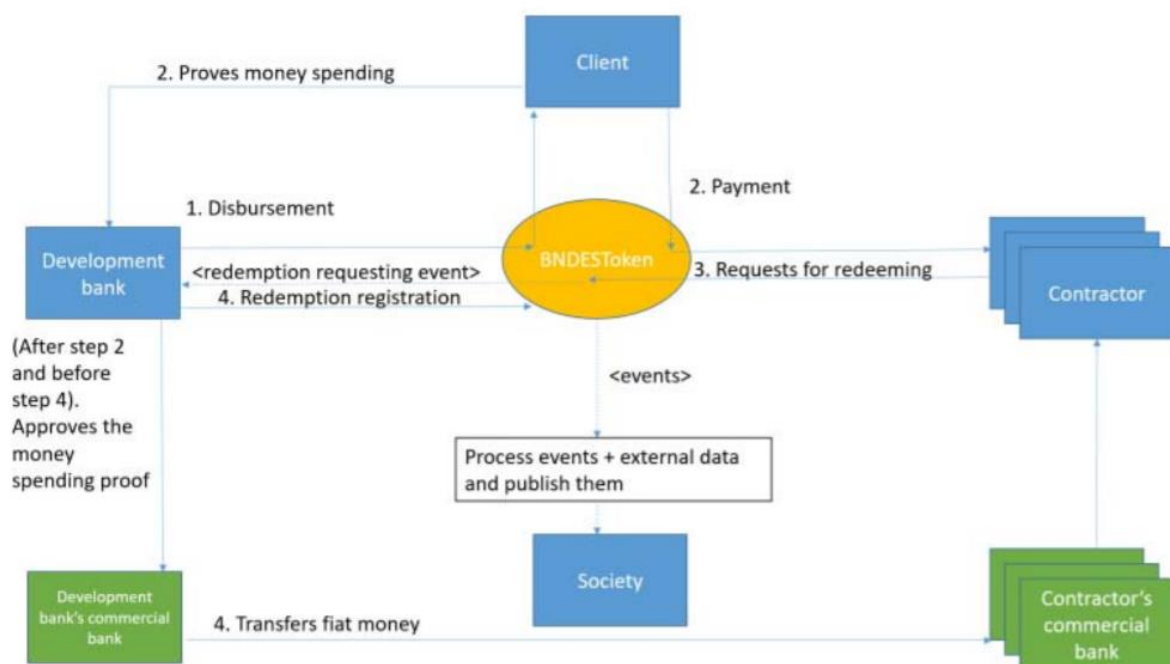 Client
2. Proves money spending
2. Payment
1. Disbursement
Development
bank
BNDESToken
<redemption requesting event>
3. Requests for redeeming
4. Redemption registration
Contractor
(After step 2
and before
step 4).
Approves the
money
spending proof
<events>
Process events + external data
and publish them
Society
Development
bank's commercial
bank
4. Transfers fiat money
Contractor's
commercial
bank